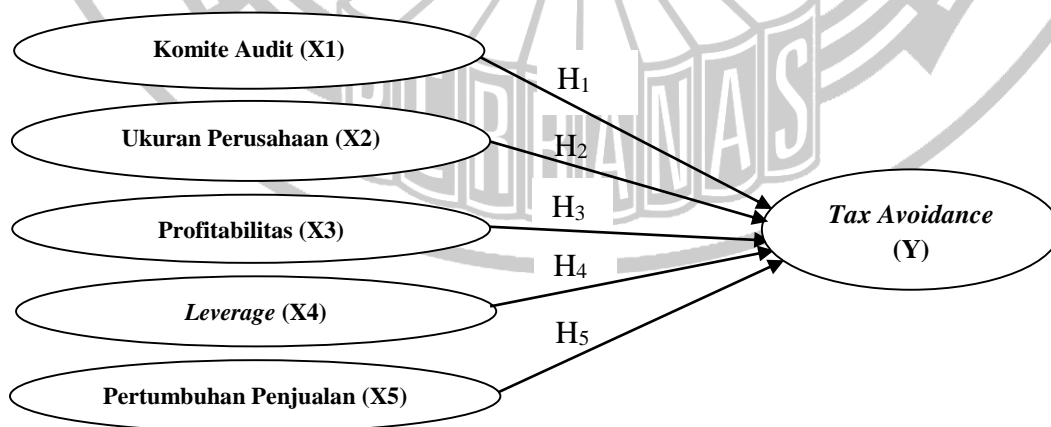 Komite Audit (X1)
H1
Ukuran Perusahaan (X2)
H2
Profitabilitas (X3)
H3
Tax Avoidance
(Y)
H4
Leverage (X4)
H5
Pertumbuhan Penjualan (X5)